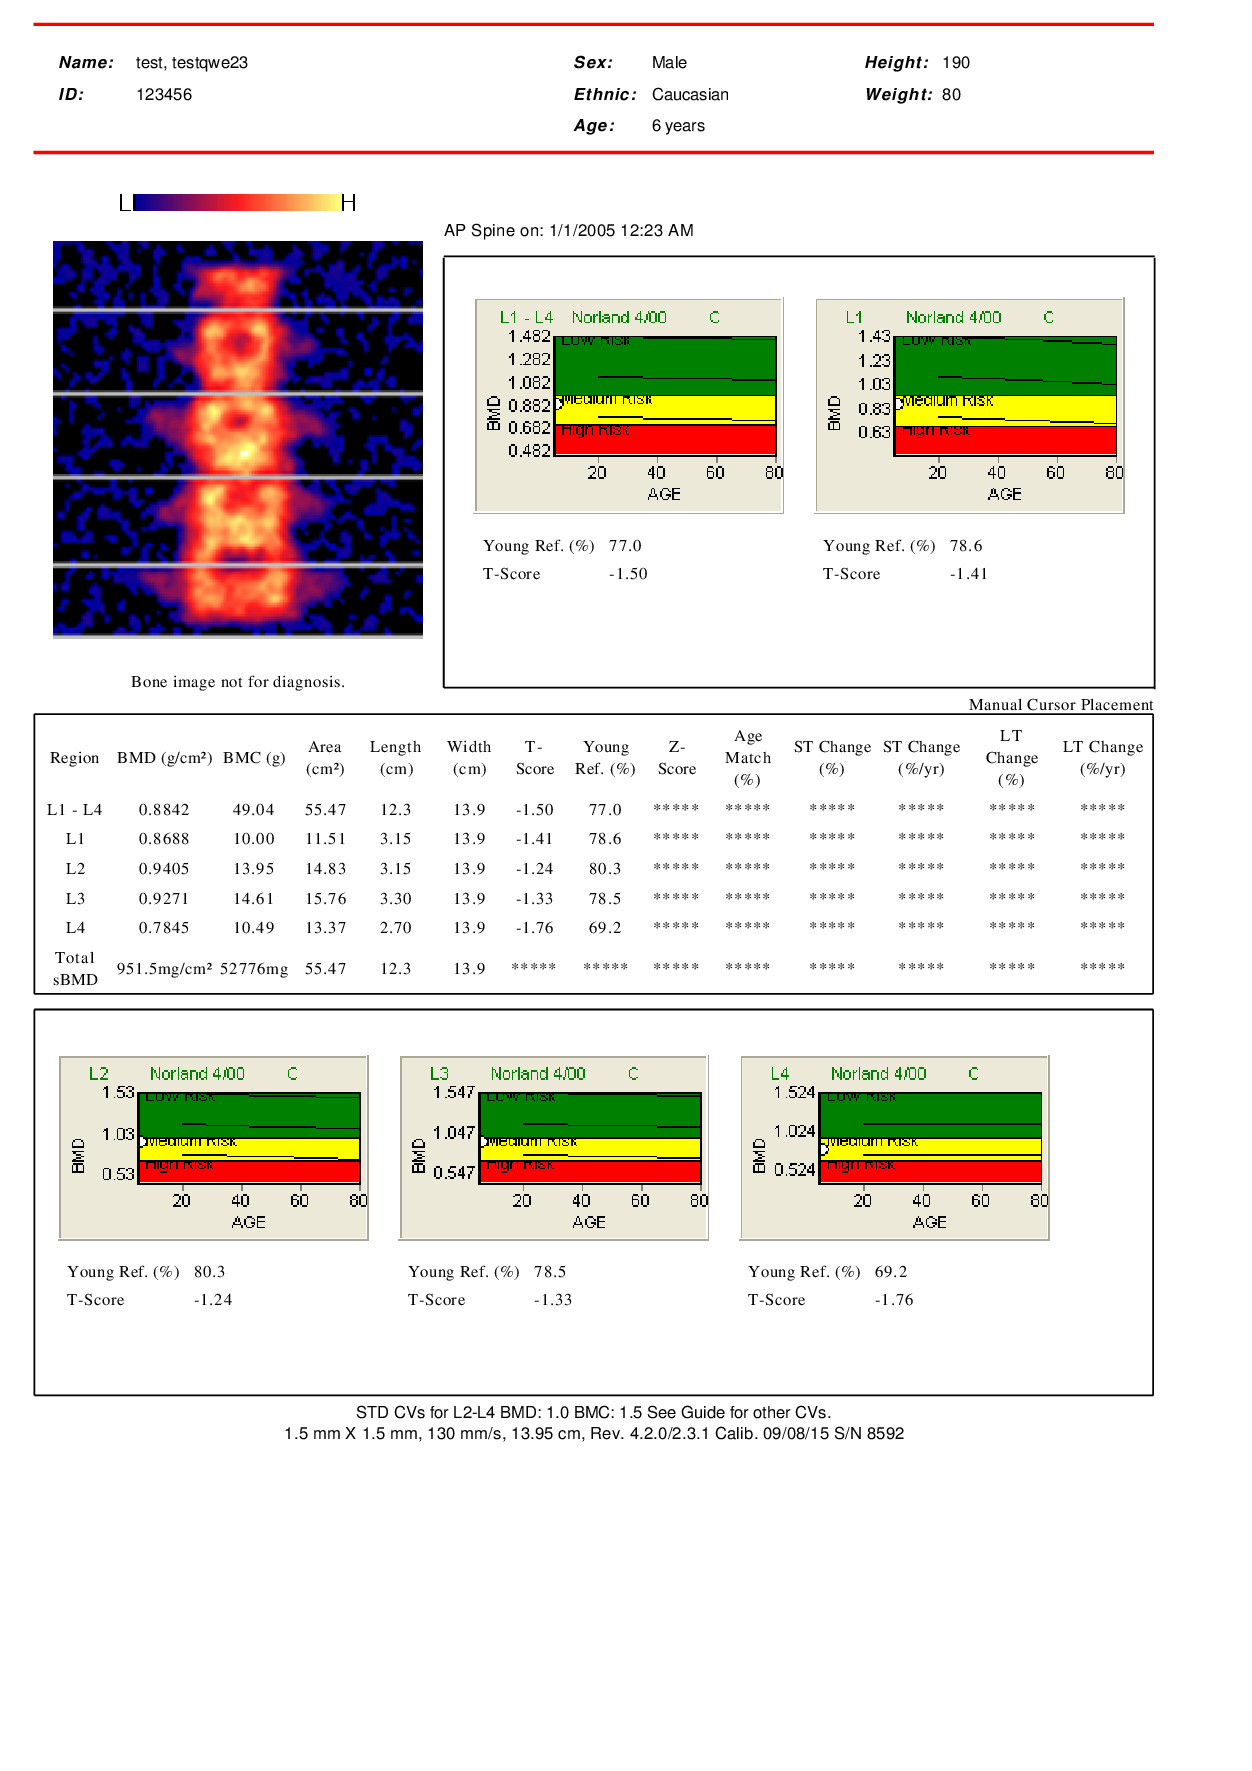 Name: test, testqwe23 Sex: Male Height: 190
ID: 123456 Ethnic: Caucasian Weight: 80
Age: 6 years
L H
AP Spine on: 1/1/2005 12:23 AM
L1 - L4 Norland 4/00 C
1.482
1.282
1.082
0.882
0.682
0.482
BMD
Low Risk
Medium Risk
High Risk
20 40 60 80
AGE
Young Ref. (%) 77.0
T-Score -1.50
L1 Norland 4/00 C
1.43
1.23
1.03
0.83
0.63
BMD
Low Risk
Medium Risk
High Risk
20 40 60 80
AGE
Young Ref. (%) 78.6
T-Score -1.41
Bone image not for diagnosis.
Manual Cursor Placement
Region BMD (g/cm²) BMC (g) Area (cm²) Length (cm) Width (cm) T-Score Young Ref. (%) Z-Score Age Match (%) ST Change (%) ST Change (%/yr) LT Change (%) LT Change (%/yr)
L1 - L4 0.8842 49.04 55.47 12.3 13.9 -1.50 77.0 ***** ***** ***** ***** ***** *****
L1 0.8688 10.00 11.51 3.15 13.9 -1.41 78.6 ***** ***** ***** ***** ***** *****
L2 0.9405 13.95 14.83 3.15 13.9 -1.24 80.3 ***** ***** ***** ***** ***** *****
L3 0.9271 14.61 15.76 3.30 13.9 -1.33 78.5 ***** ***** ***** ***** ***** *****
L4 0.7845 10.49 13.37 2.70 13.9 -1.76 69.2 ***** ***** ***** ***** ***** *****
Total sBMD 951.5mg/cm² 52776mg 55.47 12.3 13.9 ***** ***** ***** ***** ***** ***** ***** *****
L2 Norland 4/00 C
1.53
1.03
0.53
BMD
Low Risk
Medium Risk
High Risk
20 40 60 80
AGE
Young Ref. (%) 80.3
T-Score -1.24
L3 Norland 4/00 C
1.547
1.047
0.547
BMD
Low Risk
Medium Risk
High Risk
20 40 60 80
AGE
Young Ref. (%) 78.5
T-Score -1.33
L4 Norland 4/00 C
1.524
1.024
0.524
BMD
Low Risk
Medium Risk
High Risk
20 40 60 80
AGE
Young Ref. (%) 69.2
T-Score -1.76
STD CVs for L2-L4 BMD: 1.0 BMC: 1.5 See Guide for other CVs.
1.5 mm X 1.5 mm, 130 mm/s, 13.95 cm, Rev. 4.2.0/2.3.1 Calib. 09/08/15 S/N 8592